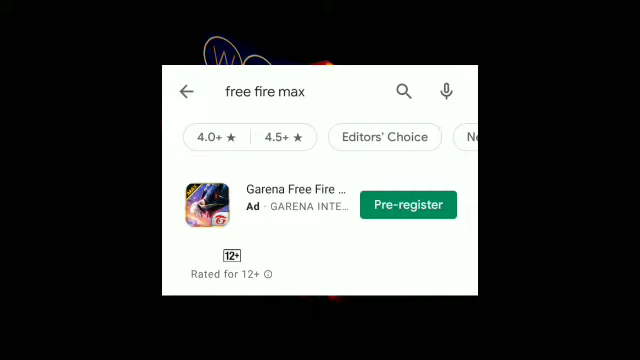 free fire max
4.0+ ★ 4.5+ ★ Editors' Choice Ne
Garena Free Fire ...
Ad · GARENA INTE...
Pre-register
12+
Rated for 12+